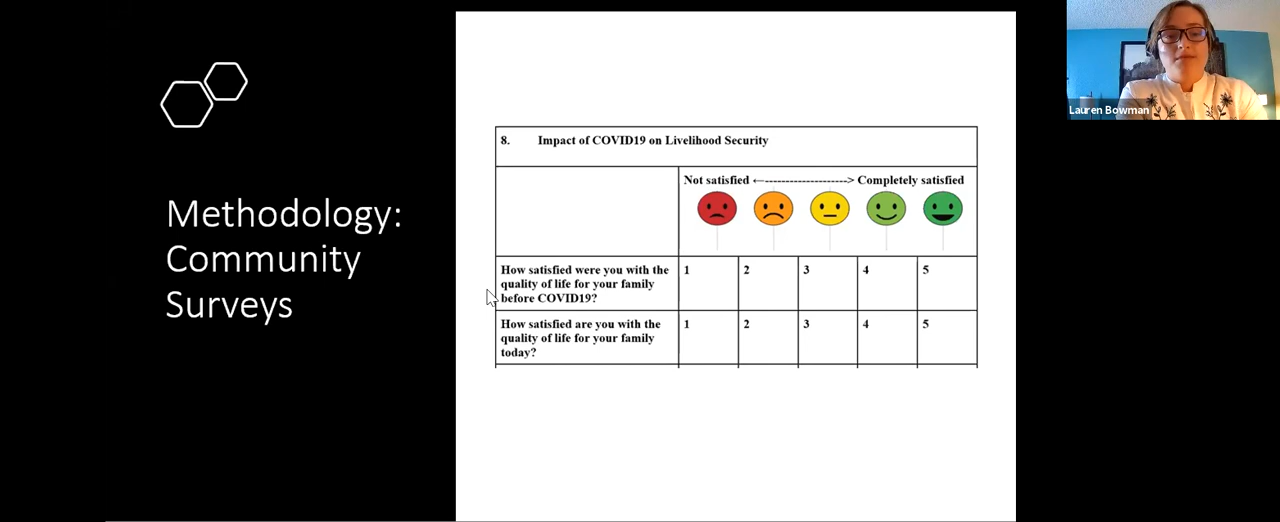 Methodology:
Community
Surveys
8. Impact of COVID19 on Livelihood Security
Not satisfied <--------------------> Completely satisfied
How satisfied were you with the
quality of life for your family
before COVID19?
1 2 3 4 5
How satisfied are you with the
quality of life for your family
today?
1 2 3 4 5
Lauren Bowman